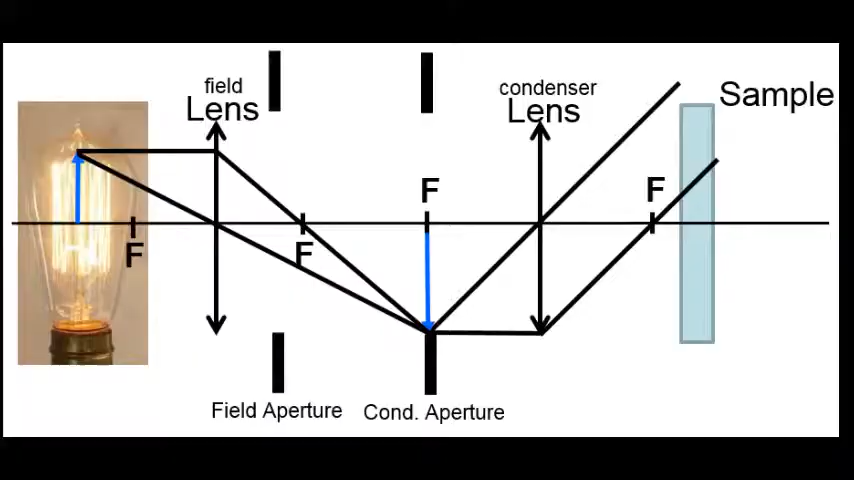 field
Lens
condenser
Lens
Sample
F
F
F
F
Field Aperture
Cond. Aperture